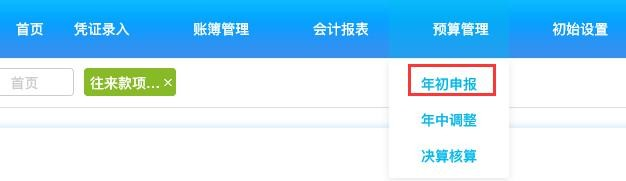 首页 凭证录入 账簿管理 会计报表 预算管理 初始设置
首页 往来款项... ×
年初申报
年中调整
决算核算